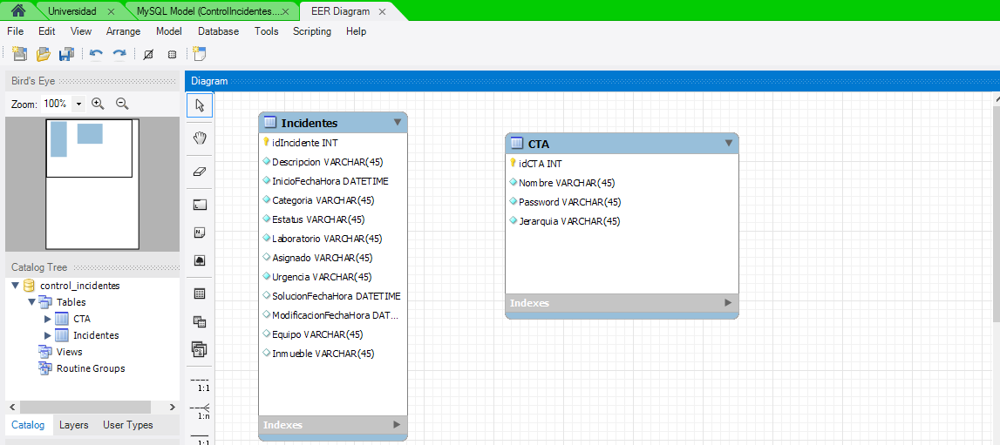 Universidad
MySQL Model (ControlIncidentes....
EER Diagram
File Edit View Arrange Model Database Tools Scripting Help
Bird's Eye
Zoom: 100%
Catalog Tree
control_incidentes
Tables
CTA
Incidentes
Views
Routine Groups
Catalog Layers User Types
Diagram
1:1
1:n
1:1
Incidentes
idIncidente INT
Descripcion VARCHAR(45)
InicioFechaHora DATETIME
Categoria VARCHAR(45)
Estatus VARCHAR(45)
Laboratorio VARCHAR(45)
Asignado VARCHAR(45)
Urgencia VARCHAR(45)
SolucionFechaHora DATETIME
ModificacionFechaHora DAT...
Equipo VARCHAR(45)
Inmueble VARCHAR(45)
Indexes
CTA
idCTA INT
Nombre VARCHAR(45)
Password VARCHAR(45)
Jerarquia VARCHAR(45)
Indexes